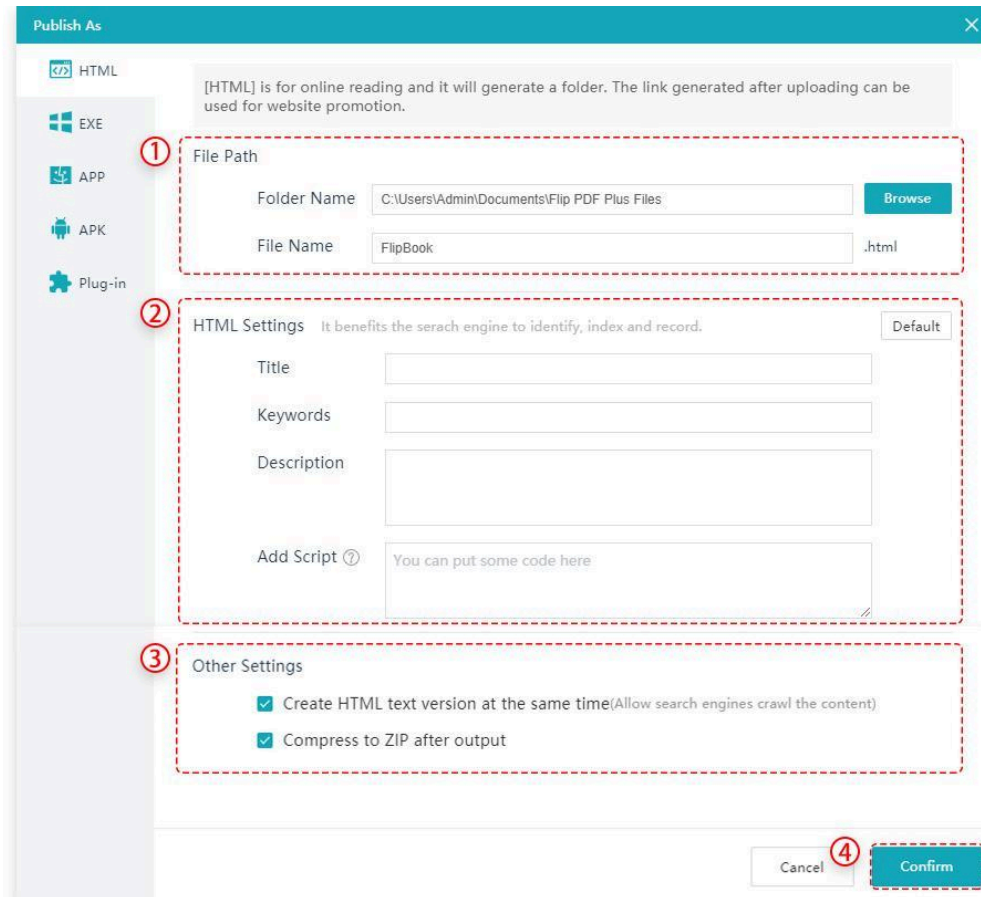 Publish As
HTML
EXE
APP
APK
Plug-in
[HTML] is for online reading and it will generate a folder. The link generated after uploading can be
used for website promotion.
①
File Path
Folder Name C:\Users\Admin\Documents\Flip PDF Plus Files Browse
File Name FlipBook .html
②
HTML Settings It benefits the serach engine to identify, index and record. Default
Title
Keywords
Description
Add Script ? You can put some code here
③
Other Settings
Create HTML text version at the same time(Allow search engines crawl the content)
Compress to ZIP after output
Cancel ④ Confirm